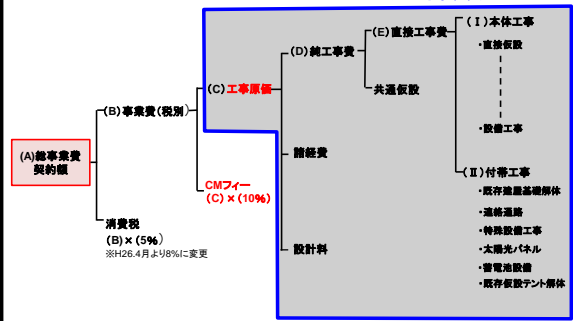 (A)総事業費
契約額
(B)事業費(税別)
消費税
(B)×(5%)
※H26.4月より8%に変更
(C)工事原価
CMフィー
(C)×(10%)
(D)純工事費
諸経費
設計料
(E)直接工事費
共通仮設
(Ⅰ)本体工事
・直接仮設
・設備工事
(Ⅱ)付帯工事
・既存建屋基礎解体
・連絡通路
・特殊設備工事
・太陽光パネル
・蓄電池設備
・既存仮設テント解体